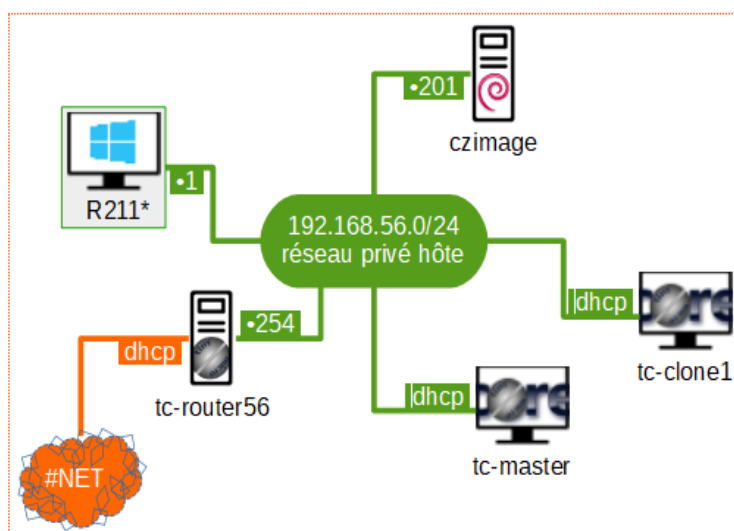 •201
czimage
•1
R211*
192.168.56.0/24
réseau privé hôte
dhcp
tc-clone1
•254
dhcp
tc-router56
dhcp
tc-master
#NET